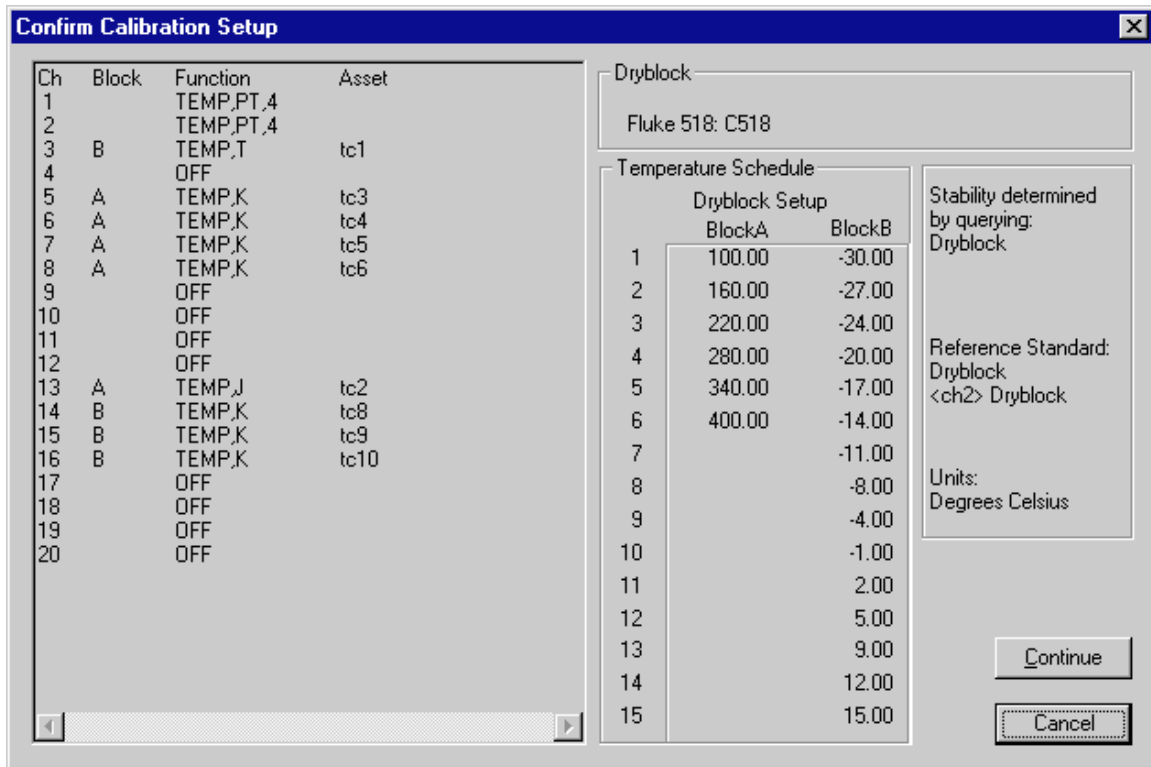 Confirm Calibration Setup
Ch Block Function Asset
1 TEMP,PT,4
2 TEMP,PT,4
3 B TEMP,T tc1
4 OFF
5 A TEMP,K tc3
6 A TEMP,K tc4
7 A TEMP,K tc5
8 A TEMP,K tc6
9 OFF
10 OFF
11 OFF
12 OFF
13 A TEMP,J tc2
14 B TEMP,K tc8
15 B TEMP,K tc9
16 B TEMP,K tc10
17 OFF
18 OFF
19 OFF
20 OFF
Dryblock
Fluke 518: C518
Temperature Schedule
Dryblock Setup
BlockA BlockB
1 100.00 -30.00
2 160.00 -27.00
3 220.00 -24.00
4 280.00 -20.00
5 340.00 -17.00
6 400.00 -14.00
7 -11.00
8 -8.00
9 -4.00
10 -1.00
11 2.00
12 5.00
13 9.00
14 12.00
15 15.00
Stability determined
by querying:
Dryblock
Reference Standard:
Dryblock
<ch2> Dryblock
Units:
Degrees Celsius
Continue
Cancel